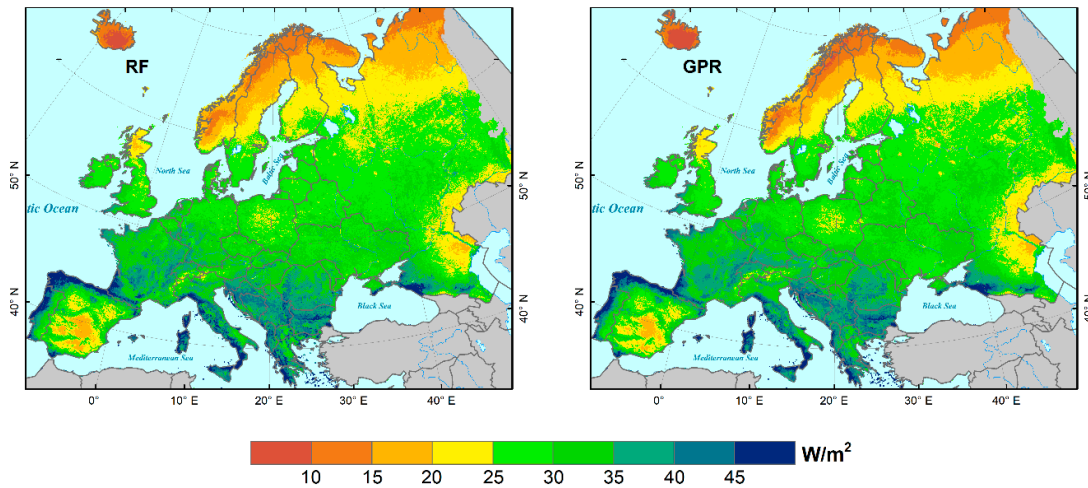 RF
50° N
North Sea
Baltic Sea
50° N
tic Ocean
40° N
Black Sea
40° N
Mediterranean Sea
0° 10° E 20° E 30° E 40° E
GPR
50° N
North Sea
Baltic Sea
50° N
tic Ocean
40° N
Black Sea
40° N
Mediterranean Sea
0° 10° E 20° E 30° E 40° E
W/m²
10 15 20 25 30 35 40 45